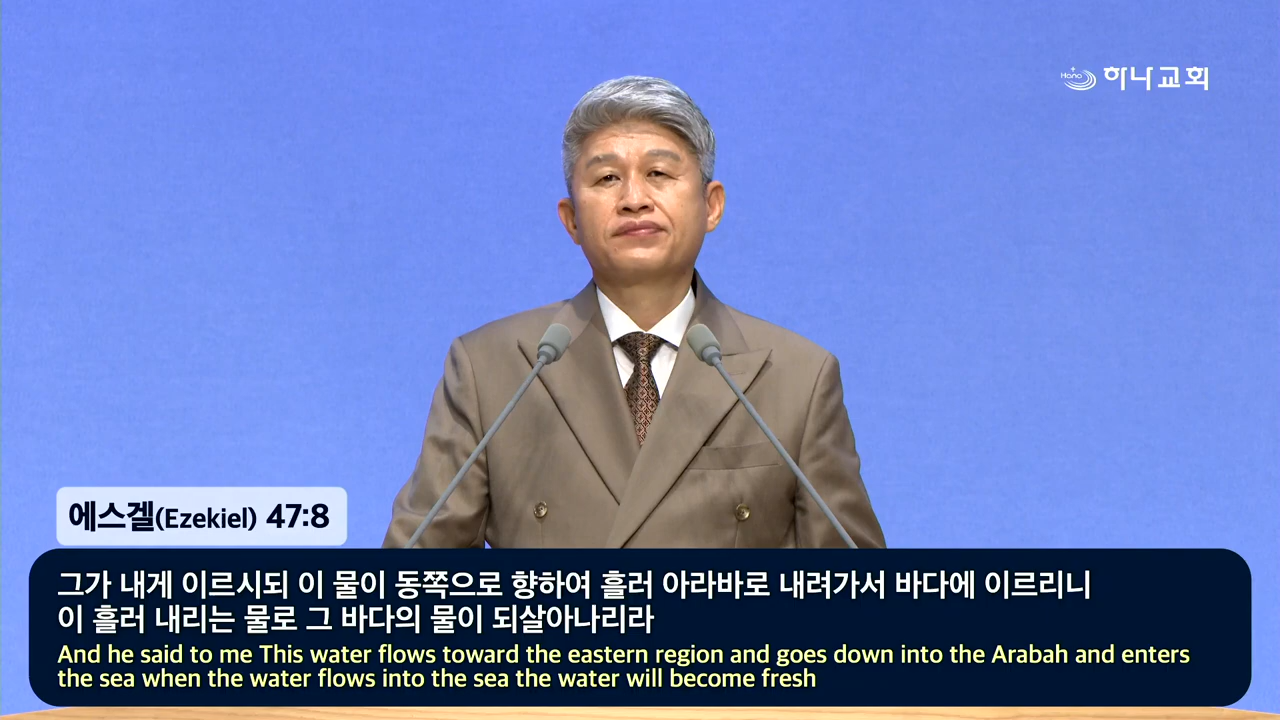 Hana 하나교회
에스겔(Ezekiel) 47:8
그가 내게 이르시되 이 물이 동쪽으로 향하여 흘러 아라바로 내려가서 바다에 이르리니
이 흘러 내리는 물로 그 바다의 물이 되살아나리라
And he said to me This water flows toward the eastern region and goes down into the Arabah and enters
the sea when the water flows into the sea the water will become fresh